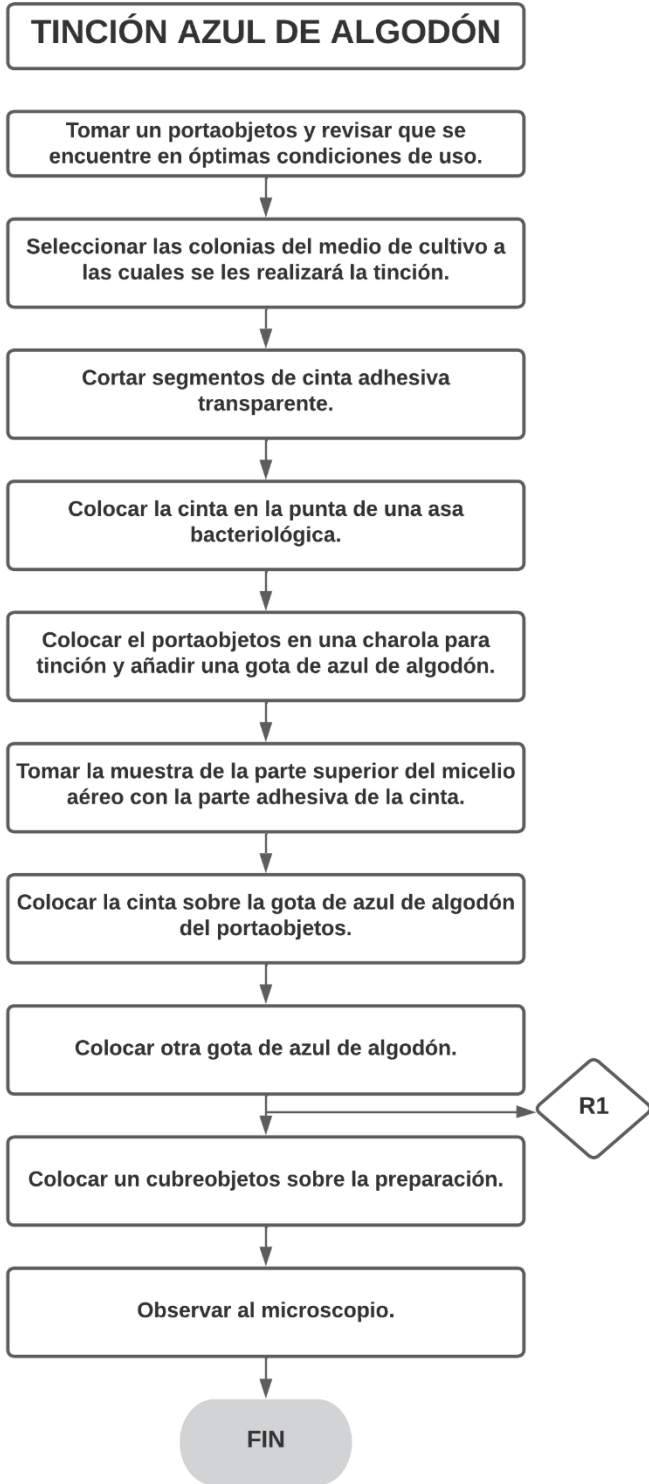 TINCIÓN AZUL DE ALGODÓN
Tomar un portaobjetos y revisar que se
encuentre en óptimas condiciones de uso.
Seleccionar las colonias del medio de cultivo a
las cuales se les realizará la tinción.
Cortar segmentos de cinta adhesiva
transparente.
Colocar la cinta en la punta de una asa
bacteriológica.
Colocar el portaobjetos en una charola para
tinción y añadir una gota de azul de algodón.
Tomar la muestra de la parte superior del micelio
aéreo con la parte adhesiva de la cinta.
Colocar la cinta sobre la gota de azul de algodón
del portaobjetos.
Colocar otra gota de azul de algodón.
R1
Colocar un cubreobjetos sobre la preparación.
Observar al microscopio.
FIN